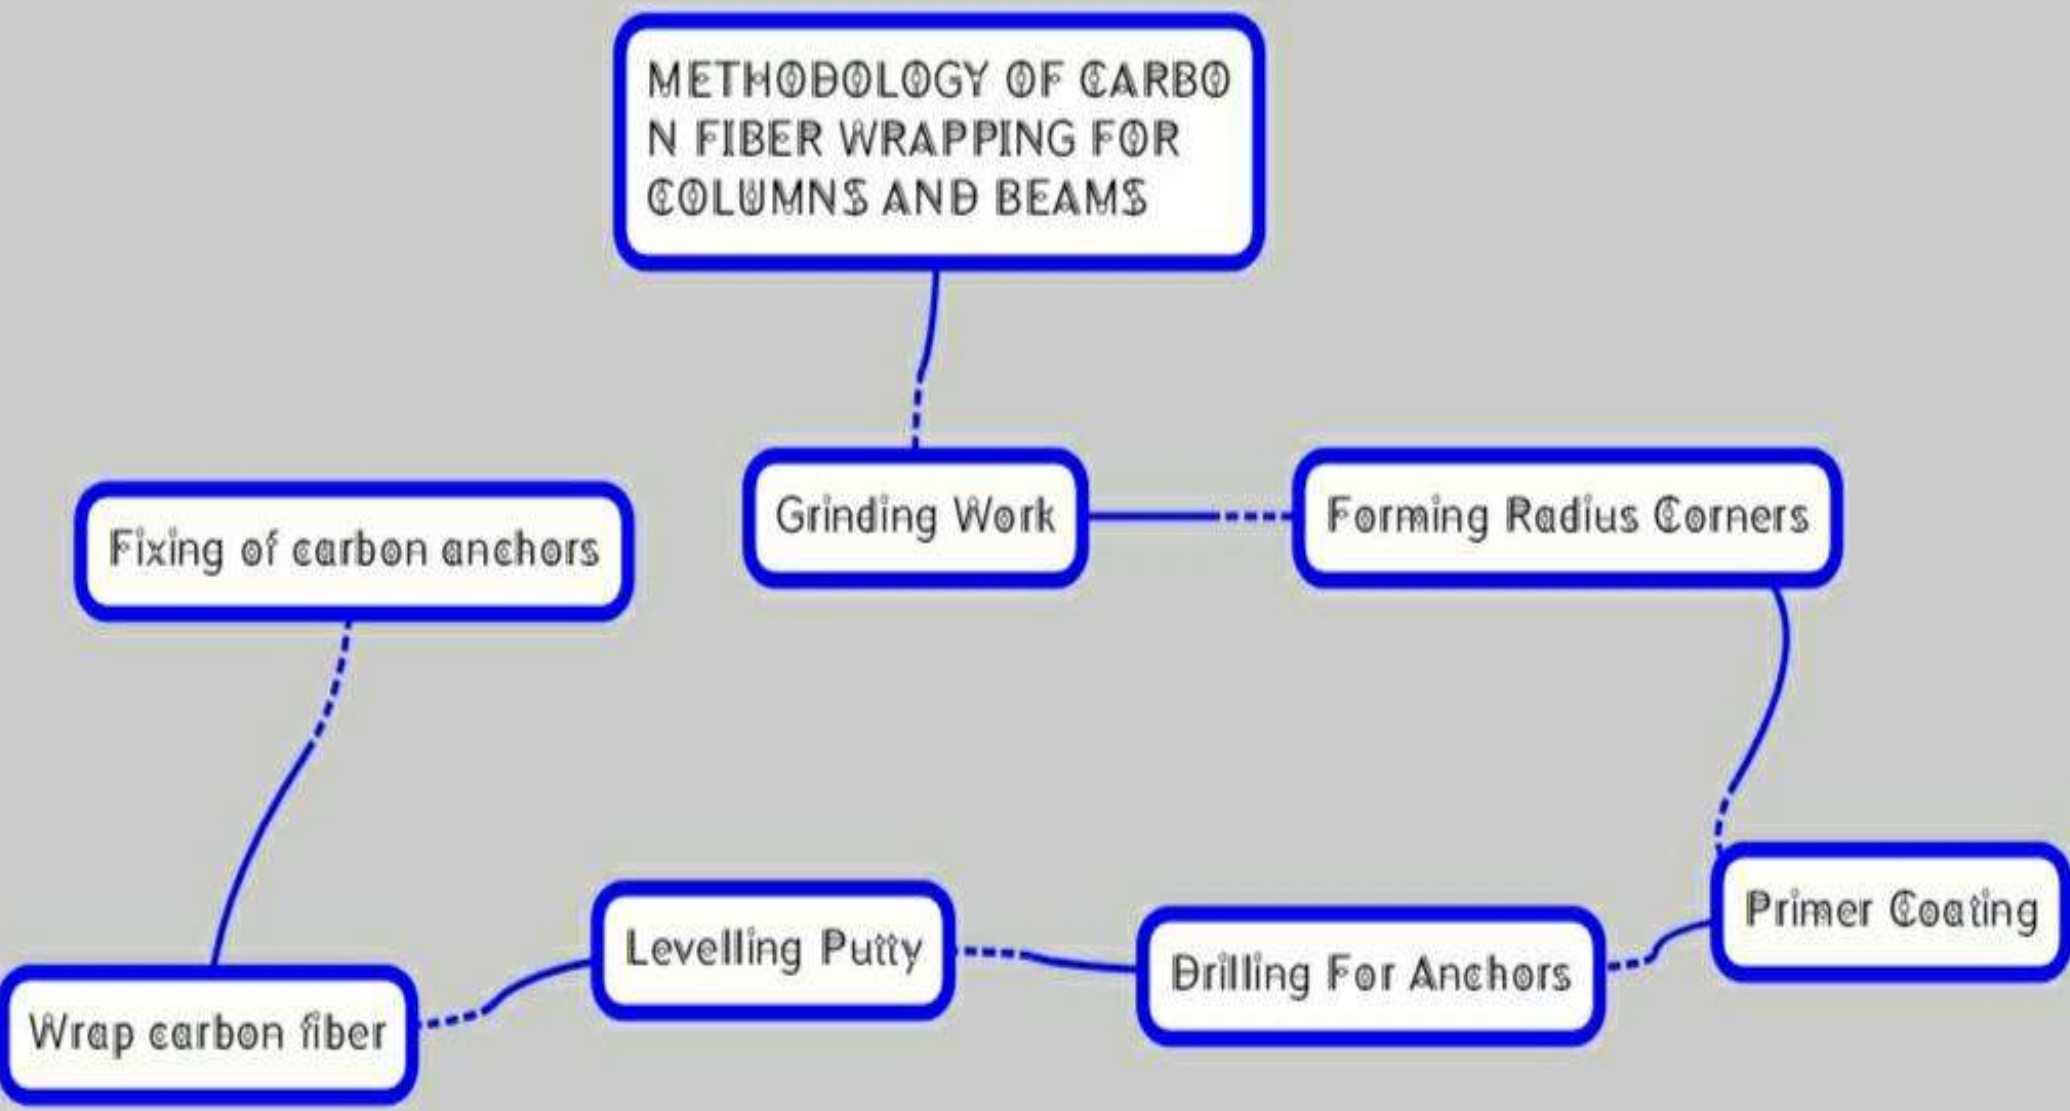 METHODOLOGY OF CARBO
N FIBER WRAPPING FOR
COLUMNS AND BEAMS
Grinding Work
Forming Radius Corners
Primer Coating
Drilling For Anchors
Levelling Putty
Wrap carbon fiber
Fixing of carbon anchors